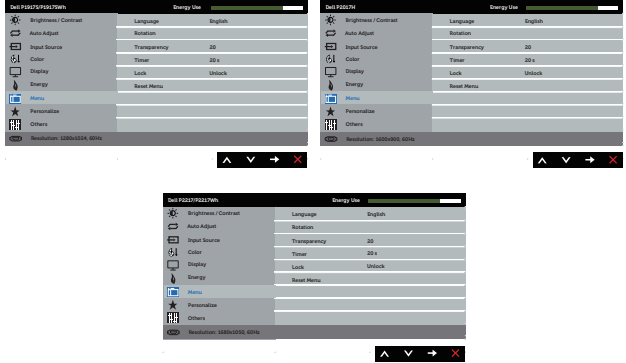 Dell P1917S/P1917SWh Energy Use
Brightness / Contrast Language English
Auto Adjust Rotation
Input Source Transparency 20
Color Timer 20 s
Display Lock Unlock
Energy Reset Menu
Menu
Personalize
Others
Resolution: 1280x1024, 60Hz
Dell P2017H Energy Use
Brightness / Contrast Language English
Auto Adjust Rotation
Input Source Transparency 20
Color Timer 20 s
Display Lock Unlock
Energy Reset Menu
Menu
Personalize
Others
Resolution: 1600x900, 60Hz
Dell P2217/P2217Wh Energy Use
Brightness / Contrast Language English
Auto Adjust Rotation
Input Source Transparency 20
Color Timer 20 s
Display Lock Unlock
Energy Reset Menu
Menu
Personalize
Others
Resolution: 1680x1050, 60Hz